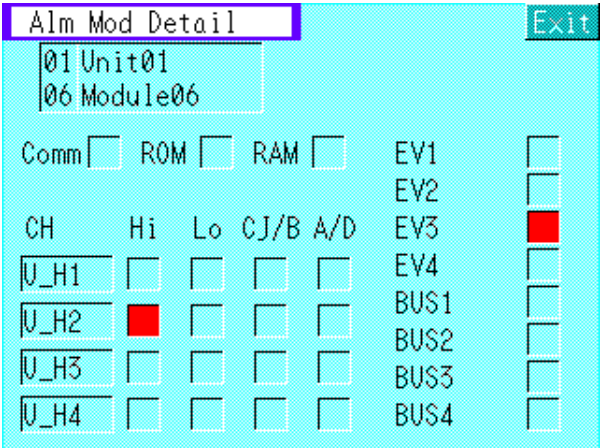 Alm Mod Detail Exit
01 Unit01
06 Module06
Comm ROM RAM EV1
EV2
CH Hi Lo CJ/B A/D EV3
V_H1 EV4
V_H2 BUS1
BUS2
V_H3 BUS3
V_H4 BUS4